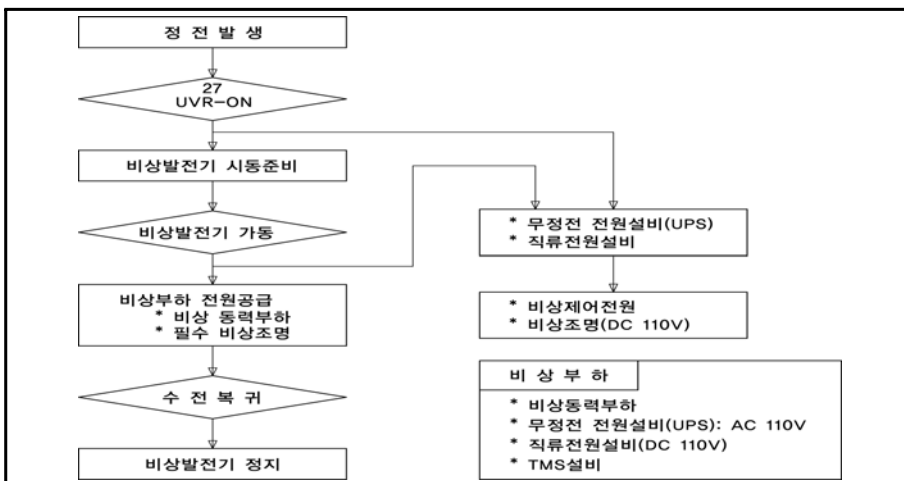 정 전 발 생
27
UVR-ON
비상발전기 시동준비
비상발전기 가동
비상부하 전원공급
* 비상 동력부하
* 필수 비상조명
수 전 복 귀
비상발전기 정지
* 무정전 전원설비(UPS)
* 직류전원설비
* 비상제어전원
* 비상조명(DC 110V)
비 상 부 하
* 비상동력부하
* 무정전 전원설비(UPS): AC 110V
* 직류전원설비(DC 110V)
* TMS설비